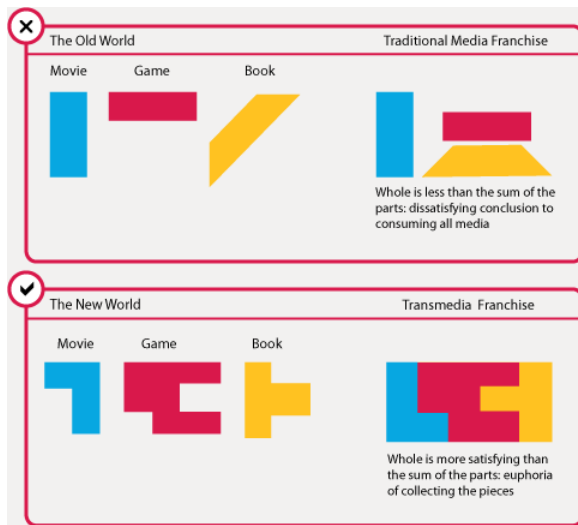 The Old World
Traditional Media Franchise
Movie
Game
Book
Whole is less than the sum of the
parts: dissatisfying conclusion to
consuming all media
The New World
Transmedia Franchise
Movie
Game
Book
Whole is more satisfying than
the sum of the parts: euphoria
of collecting the pieces